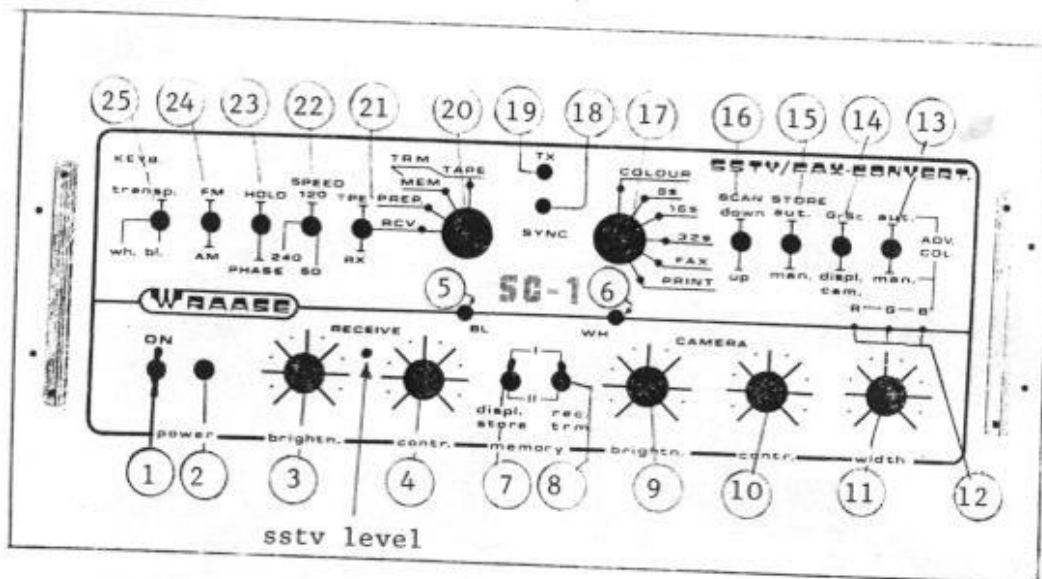 25 24 23 22 21 20 19 18 17 16 15 14 13
KEYB. TRM TAPE TX COLOUR SSTV/FAX-CONVERT.
transp. FM HOLD SPEED 120 TPE PREP. MEM 8s SCAN down STORE aut. G-Sc aut.
16s
RCV SYNC 32s ADV. COL.
wh. bl. AM PHASE 240 60 RX FAX up man. displ. cam. man.
PRINT
R G B
WRAASE 5 SC-1 6
ON RECEIVE BL WH CAMERA
I
II
displ. store rec. trm.
power brightn. contr. memory brightn. contr. width
1 2 3 4 7 8 9 10 11 12
sstv level